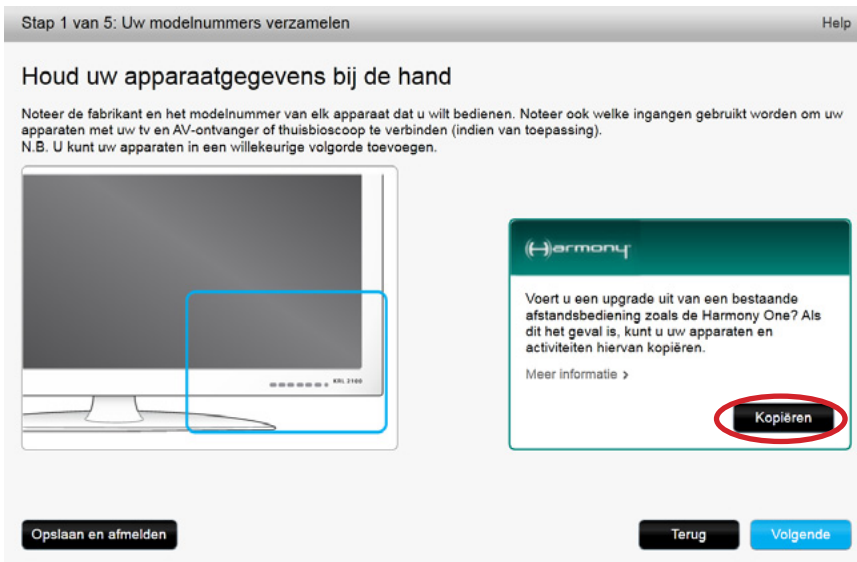 Stap 1 van 5: Uw modelnummers verzamelen
Help
Houd uw apparaatgegevens bij de hand
Noteer de fabrikant en het modelnummer van elk apparaat dat u wilt bedienen. Noteer ook welke ingangen gebruikt worden om uw
apparaten met uw tv en AV-ontvanger of thuisbioscoop te verbinden (indien van toepassing).
N.B. U kunt uw apparaten in een willekeurige volgorde toevoegen.
KRL 3100
Harmony
Voert u een upgrade uit van een bestaande
afstandsbediening zoals de Harmony One? Als
dit het geval is, kunt u uw apparaten en
activiteiten hiervan kopiëren.
Meer informatie >
Kopiëren
Opslaan en afmelden
Terug
Volgende